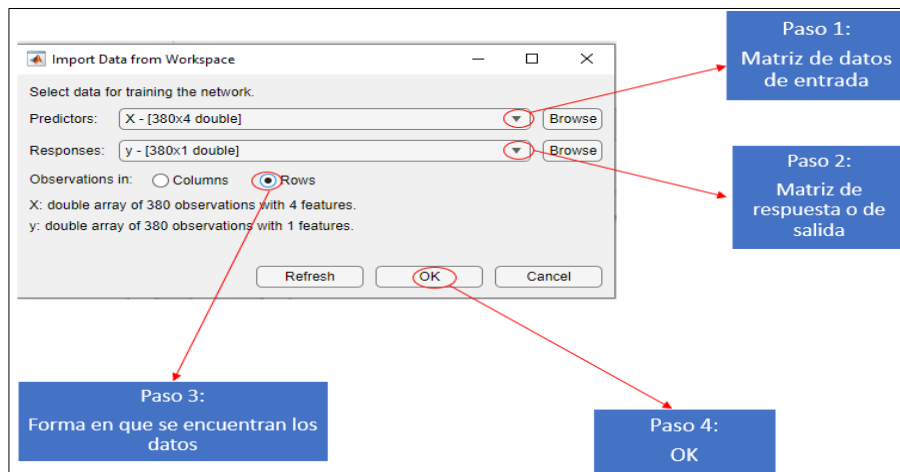 Paso 1:
Matriz de datos
de entrada
Import Data from Workspace
Select data for training the network.
Predictors: X - [380x4 double] Browse
Responses: y - [380x1 double] Browse
Observations in: Columns Rows
X: double array of 380 observations with 4 features.
y: double array of 380 observations with 1 features.
Refresh OK Cancel
Paso 2:
Matriz de
respuesta o de
salida
Paso 3:
Forma en que se encuentran los
datos
Paso 4:
OK